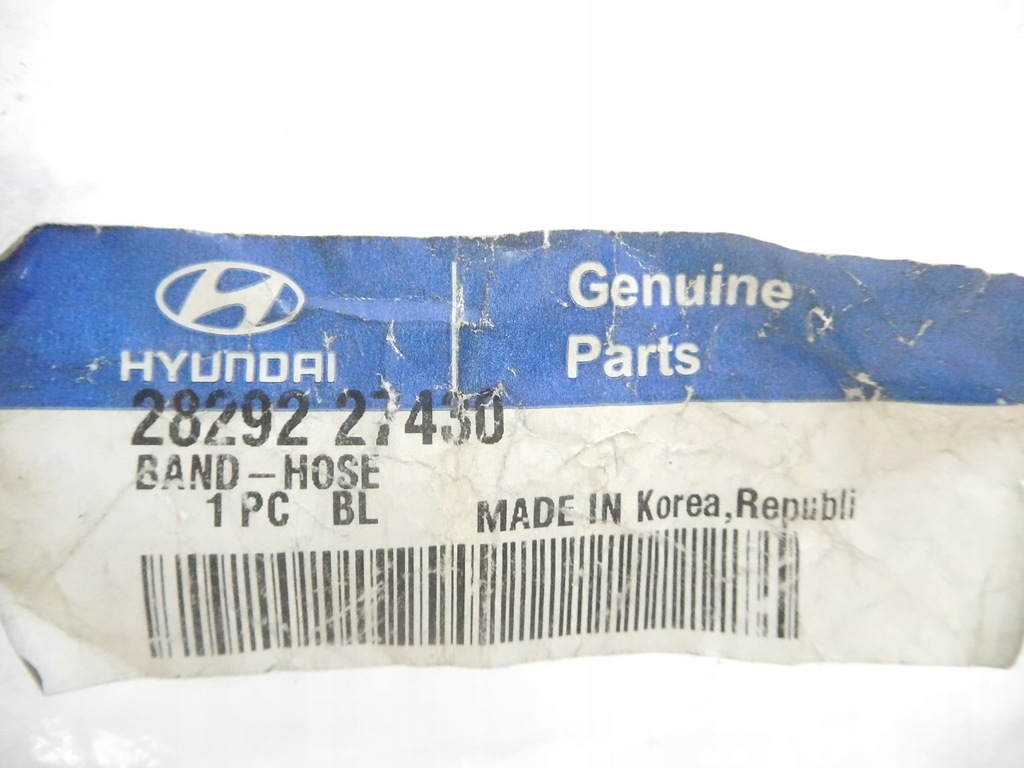 HYUNDAI
Genuine
Parts
28292 27430
BAND-HOSE
1 PC BL
MADE IN Korea,Republi